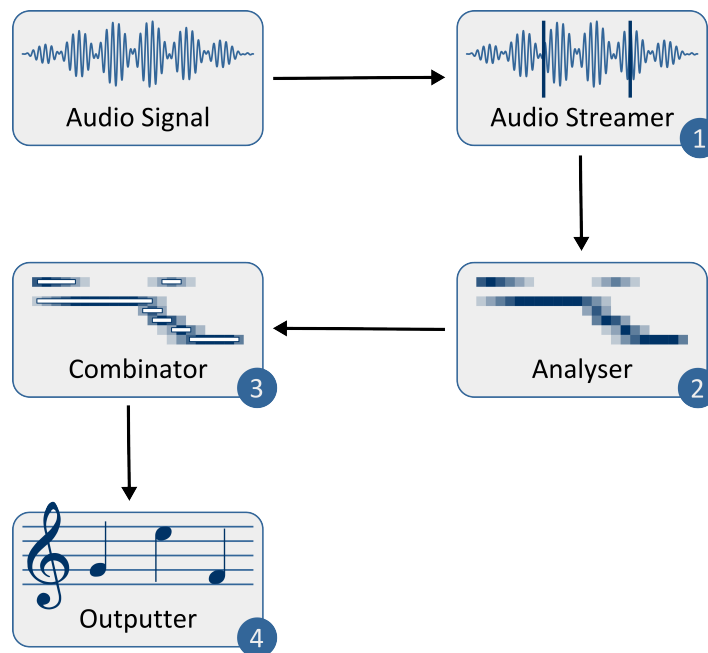 Audio Signal
Audio Streamer
1
Analyser
2
Combinator
3
Outputter
4